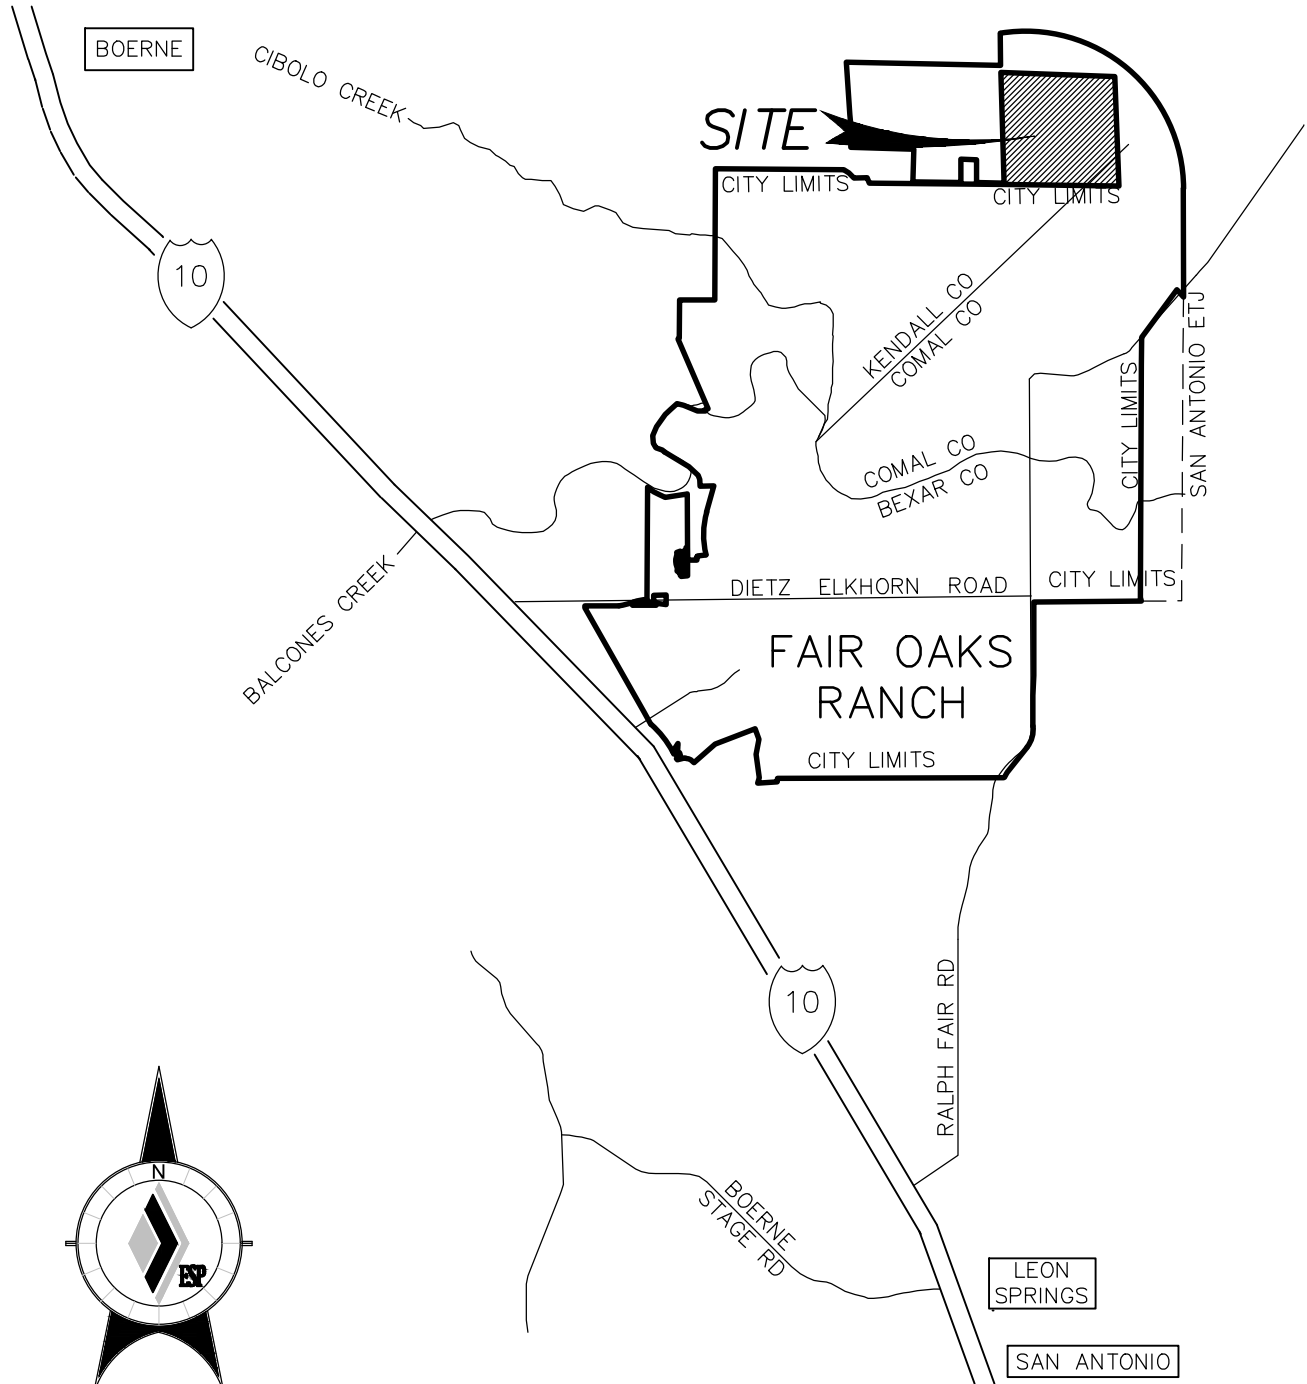 BOERNE
CIBOLO CREEK
SITE
CITY LIMITS
CITY LIMITS
10
KENDALL CO
COMAL CO
SAN ANTONIO ETJ
CITY LIMITS
COMAL CO
BEXAR CO
BALCONES CREEK
DIETZ ELKHORN ROAD
CITY LIMITS
FAIR OAKS
RANCH
CITY LIMITS
10
RALPH FAIR RD
N
ESP
BOERNE
STAGE RD
LEON
SPRINGS
SAN ANTONIO